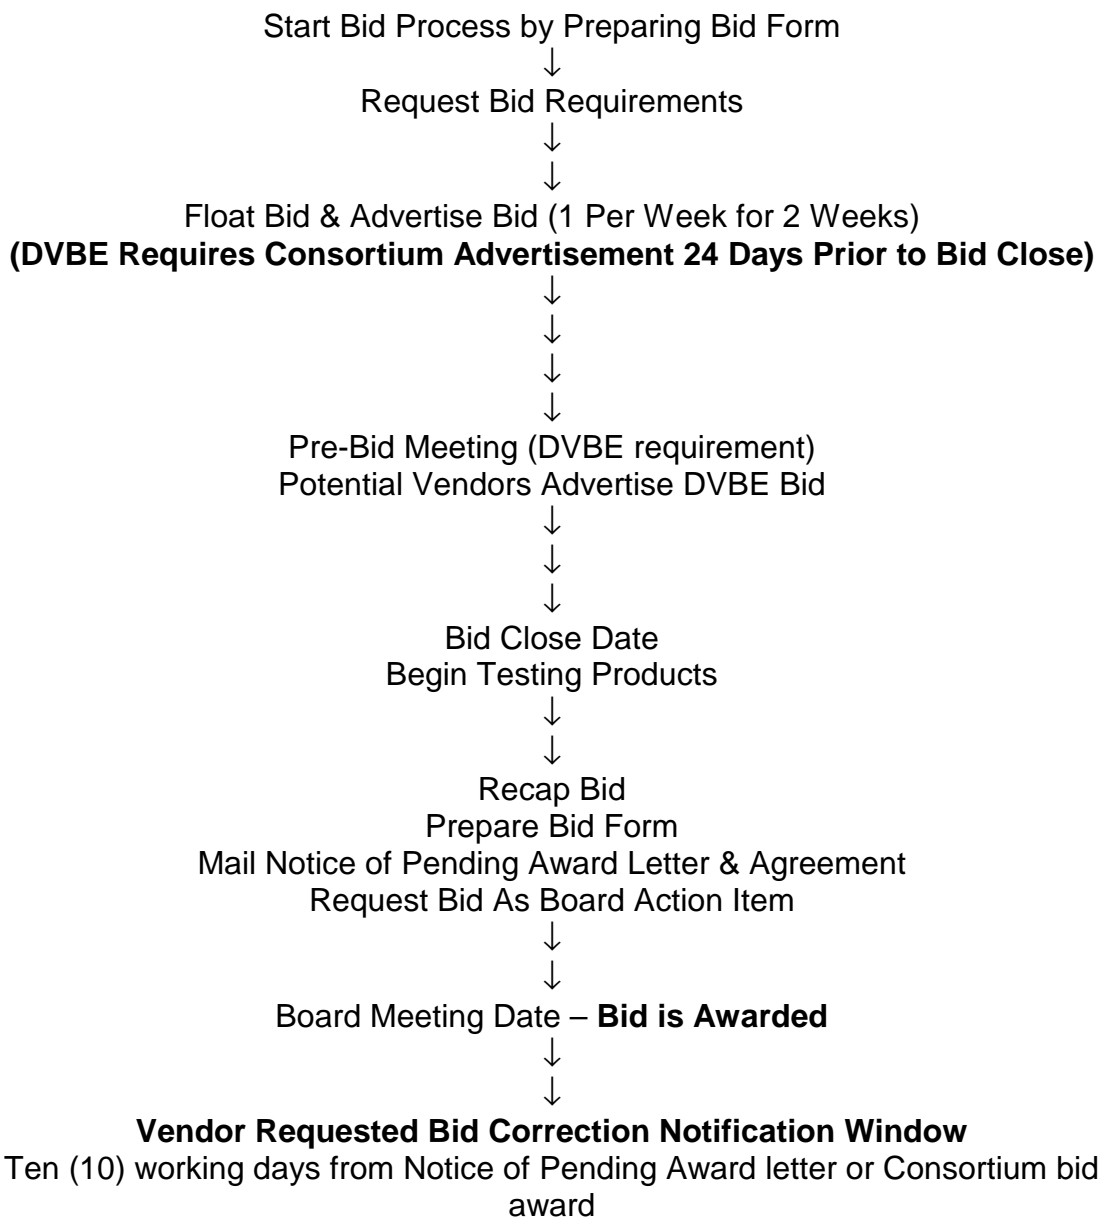 Start Bid Process by Preparing Bid Form
↓
Request Bid Requirements
↓
↓
Float Bid & Advertise Bid (1 Per Week for 2 Weeks)
(DVBE Requires Consortium Advertisement 24 Days Prior to Bid Close)
↓
↓
↓
↓
Pre-Bid Meeting (DVBE requirement)
Potential Vendors Advertise DVBE Bid
↓
↓
↓
Bid Close Date
Begin Testing Products
↓
↓
Recap Bid
Prepare Bid Form
Mail Notice of Pending Award Letter & Agreement
Request Bid As Board Action Item
↓
↓
Board Meeting Date – Bid is Awarded
↓
↓
Vendor Requested Bid Correction Notification Window
Ten (10) working days from Notice of Pending Award letter or Consortium bid
award